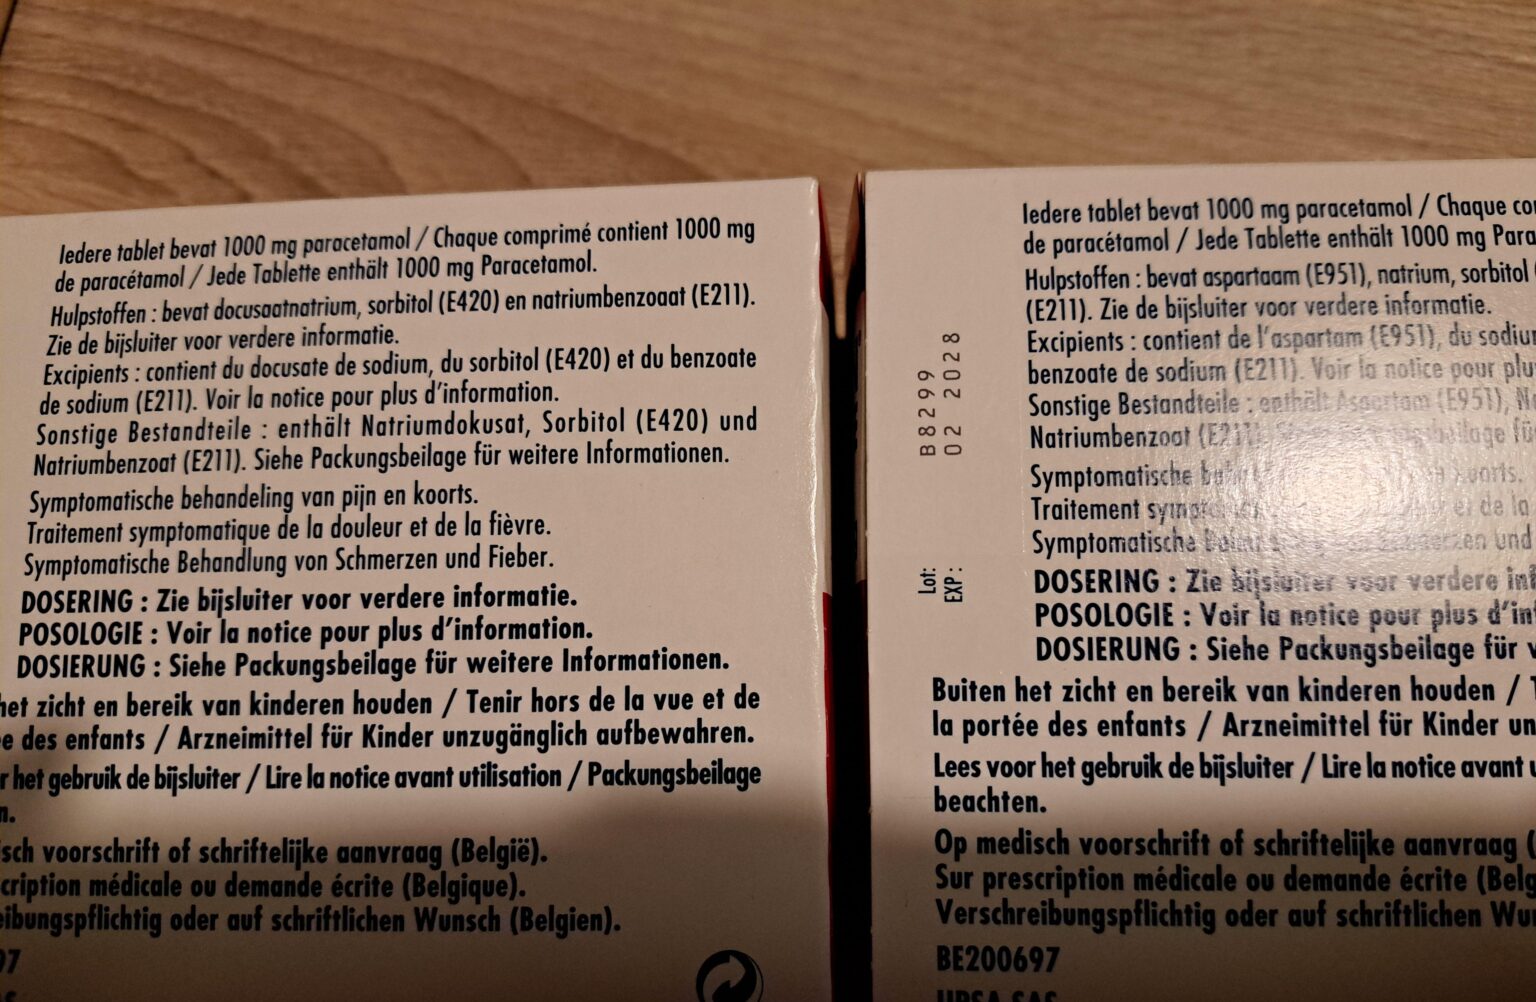 Iedere tablet bevat 1000 mg paracetamol / Chaque comprimé contient 1000 mg
de paracétamol / Jede Tablette enthält 1000 mg Paracetamol.
Hulpstoffen : bevat docusaatnatrium, sorbitol (E420) en natriumbenzoaat (E211).
Zie de bijsluiter voor verdere informatie.
Excipients : contient du docusate de sodium, du sorbitol (E420) et du benzoate
de sodium (E211). Voir la notice pour plus d'information.
Sonstige Bestandteile : enthält Natriumdokusat, Sorbitol (E420) und
Natriumbenzoat (E211). Siehe Packungsbeilage für weitere Informationen.
Symptomatische behandeling van pijn en koorts.
Traitement symptomatique de la douleur et de la fièvre.
Symptomatische Behandlung von Schmerzen und Fieber.
DOSERING : Zie bijsluiter voor verdere informatie.
POSOLOGIE : Voir la notice pour plus d'information.
DOSIERUNG : Siehe Packungsbeilage für weitere Informationen.
het zicht en bereik van kinderen houden / Tenir hors de la vue et de
des enfants / Arzneimittel für Kinder unzugänglich aufbewahren.
het gebruik de bijsluiter / Lire la notice avant utilisation / Packungsbeilage
voorschrift of schriftelijke aanvraag (België).
médicale ou demande écrite (Belgique).
oder auf schriftlichen Wunsch (Belgien).
Lot: B8299
EXP : 02 2028
Iedere tablet bevat 1000 mg paracetamol / Chaque
de paracétamol / Jede Tablette enthält 1000 mg
Hulpstoffen : bevat aspartaam (E951), natrium, sorbitol
(E211). Zie de bijsluiter voor verdere informatie.
Excipients : contient de l'aspartam (E951), du
benzoate de sodium (E211). Voir la notice pour
Sonstige Bestandteile : enthält Aspartam (E951),
Natriumbenzoat (E211).
Symptomatische koorts.
Traitement et de la
Symptomatische Schmerzen und
DOSERING : Zie bijsluiter voor verdere
POSOLOGIE : Voir la notice pour plus
DOSIERUNG : Siehe Packungsbeilage für
Buiten het zicht en bereik van kinderen houden /
la portée des enfants / Arzneimittel für Kinder
Lees voor het gebruik de bijsluiter / Lire la notice avant
beachten.
Op medisch voorschrift of schriftelijke aanvraag
Sur prescription médicale ou demande écrite
Verschreibungspflichtig oder auf schriftlichen
BE200697
UPSA SAS